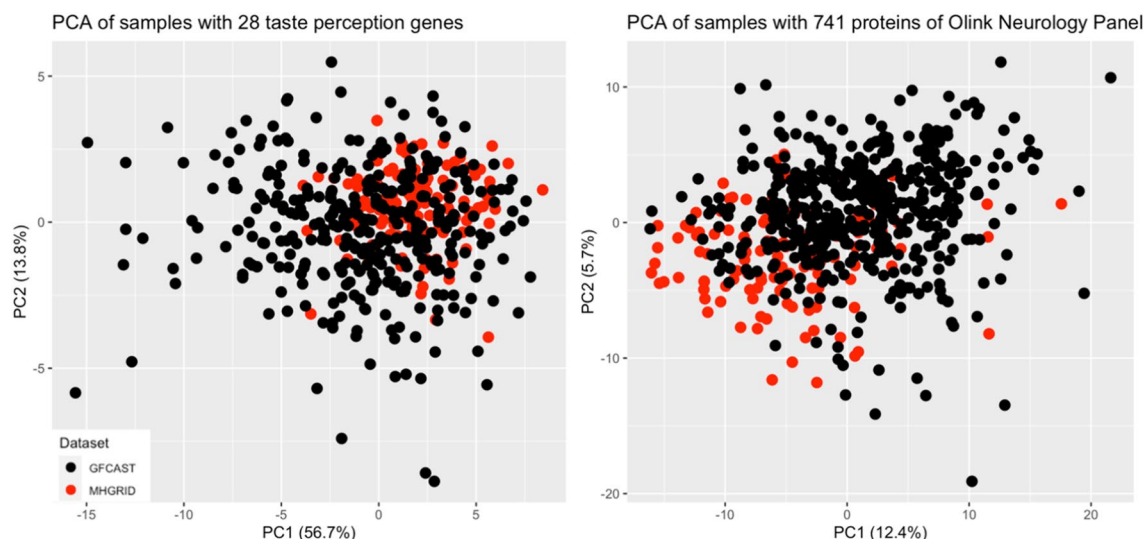 PCA of samples with 28 taste perception genes
5
0
-5
PC2 (13.8%)
Dataset
GFCAST
MHGRID
-15 -10 -5 0 5
PC1 (56.7%)
PCA of samples with 741 proteins of Olink Neurology Panel
10
0
-10
-20
PC2 (5.7%)
-10 0 10 20
PC1 (12.4%)